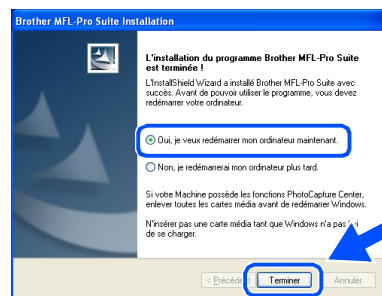 Brother MFL-Pro Suite Installation
L'installation du programme Brother MFL-Pro Suite
est terminée !
L'InstallShield Wizard a installé Brother MFL-Pro Suite avec
succès. Avant de pouvoir utiliser le programme, vous devez
redémarrer votre ordinateur.
Oui, je veux redémarrer mon ordinateur maintenant.
Non, je redémarrerai mon ordinateur plus tard.
Si votre Machine possède les fonctions PhotoCapture Center,
enlever toutes les cartes média avant de redémarrer Windows.
N'insérer pas une carte média tant que Windows n'a pas
de se charger.
< Terminer Annuler